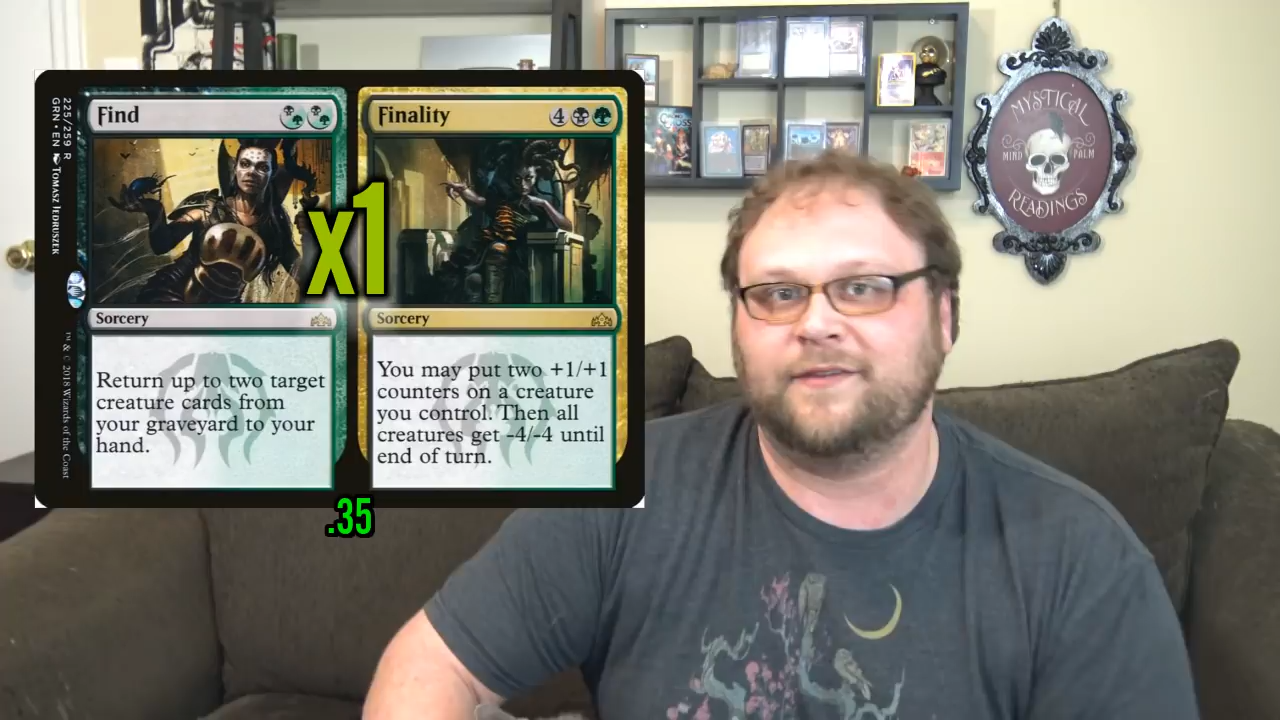 225/259 R
GRN • EN TOMASZ JEDRUSZEK
™ & © 2018 Wizards of the Coast
Find
Sorcery
Return up to two target
creature cards from
your graveyard to your
hand.
Finality
4
Sorcery
You may put two +1/+1
counters on a creature
you control. Then all
creatures get -4/-4 until
end of turn.
x1
.35
MYSTICAL
MIND PALM
READINGS